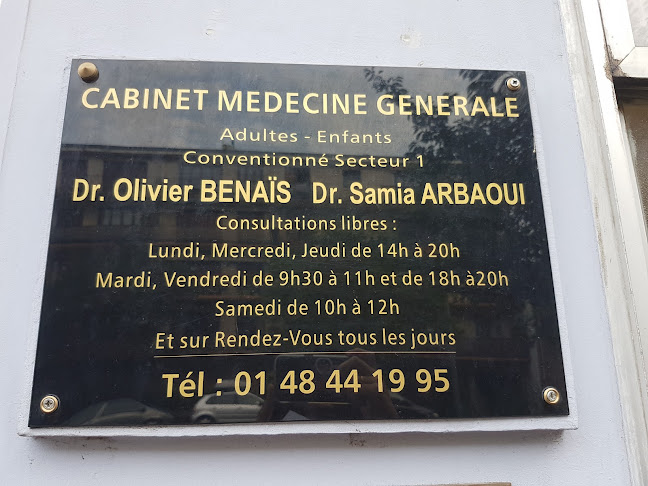 CABINET MEDECINE GENERALE
Adultes - Enfants
Conventionné Secteur 1
Dr. Olivier BENAÏS Dr. Samia ARBAOUI
Consultations libres :
Lundi, Mercredi, Jeudi de 14h à 20h
Mardi, Vendredi de 9h30 à 11h et de 18h à20h
Samedi de 10h à 12h
Et sur Rendez-Vous tous les jours
Tél : 01 48 44 19 95